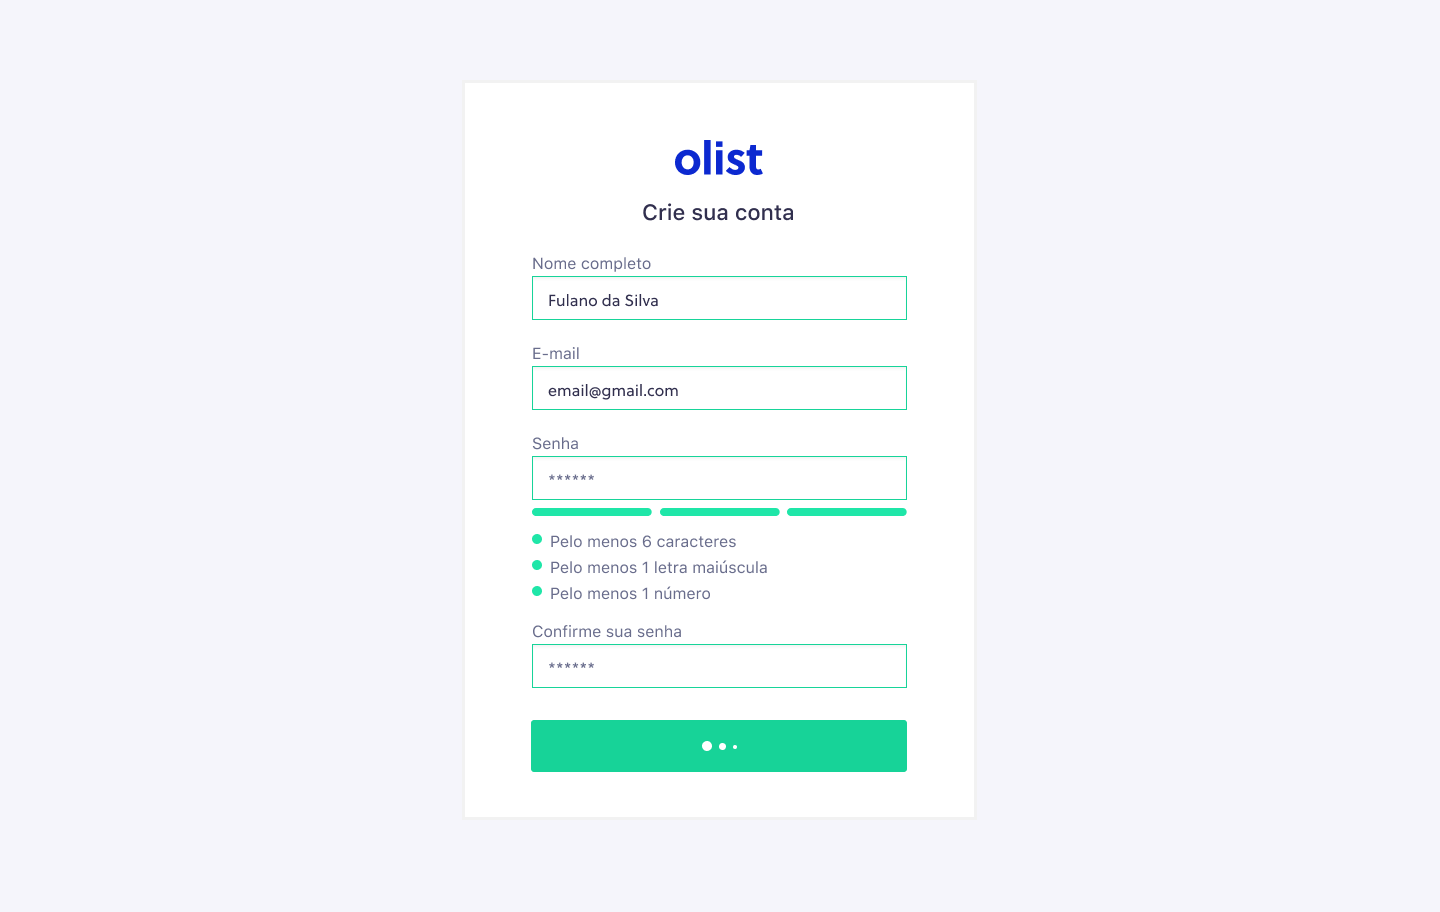 olist
Crie sua conta
Nome completo
Fulano da Silva
E-mail
email@gmail.com
Senha
******
Pelo menos 6 caracteres
Pelo menos 1 letra maiúscula
Pelo menos 1 número
Confirme sua senha
******